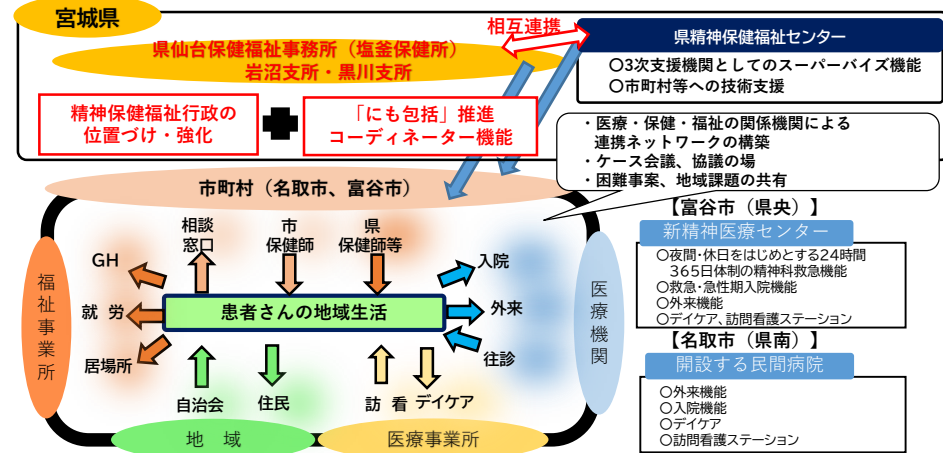 宮城県
県仙台保健福祉事務所（塩釜保健所）
岩沼支所・黒川支所
相互連携
県精神保健福祉センター
〇3次支援機関としてのスーパーバイズ機能
〇市町村等への技術支援
精神保健福祉行政の
位置づけ・強化
「にも包括」推進
コーディネーター機能
・医療・保健・福祉の関係機関による
連携ネットワークの構築
・ケース会議、協議の場
・困難事案、地域課題の共有
市町村（名取市、富谷市）
相談
窓口
市
保健師
県
保健師等
GH
就 労
居場所
福祉事業所
患者さんの地域生活
入院
外来
往診
医療機関
自治会
住民
訪 看
デイケア
地 域
医療事業所
【富谷市（県央）】
新精神医療センター
〇夜間・休日をはじめとする24時間
365日体制の精神科救急機能
〇救急・急性期入院機能
〇外来機能
〇デイケア、訪問看護ステーション
【名取市（県南）】
開設する民間病院
〇外来機能
〇入院機能
〇デイケア
〇訪問看護ステーション